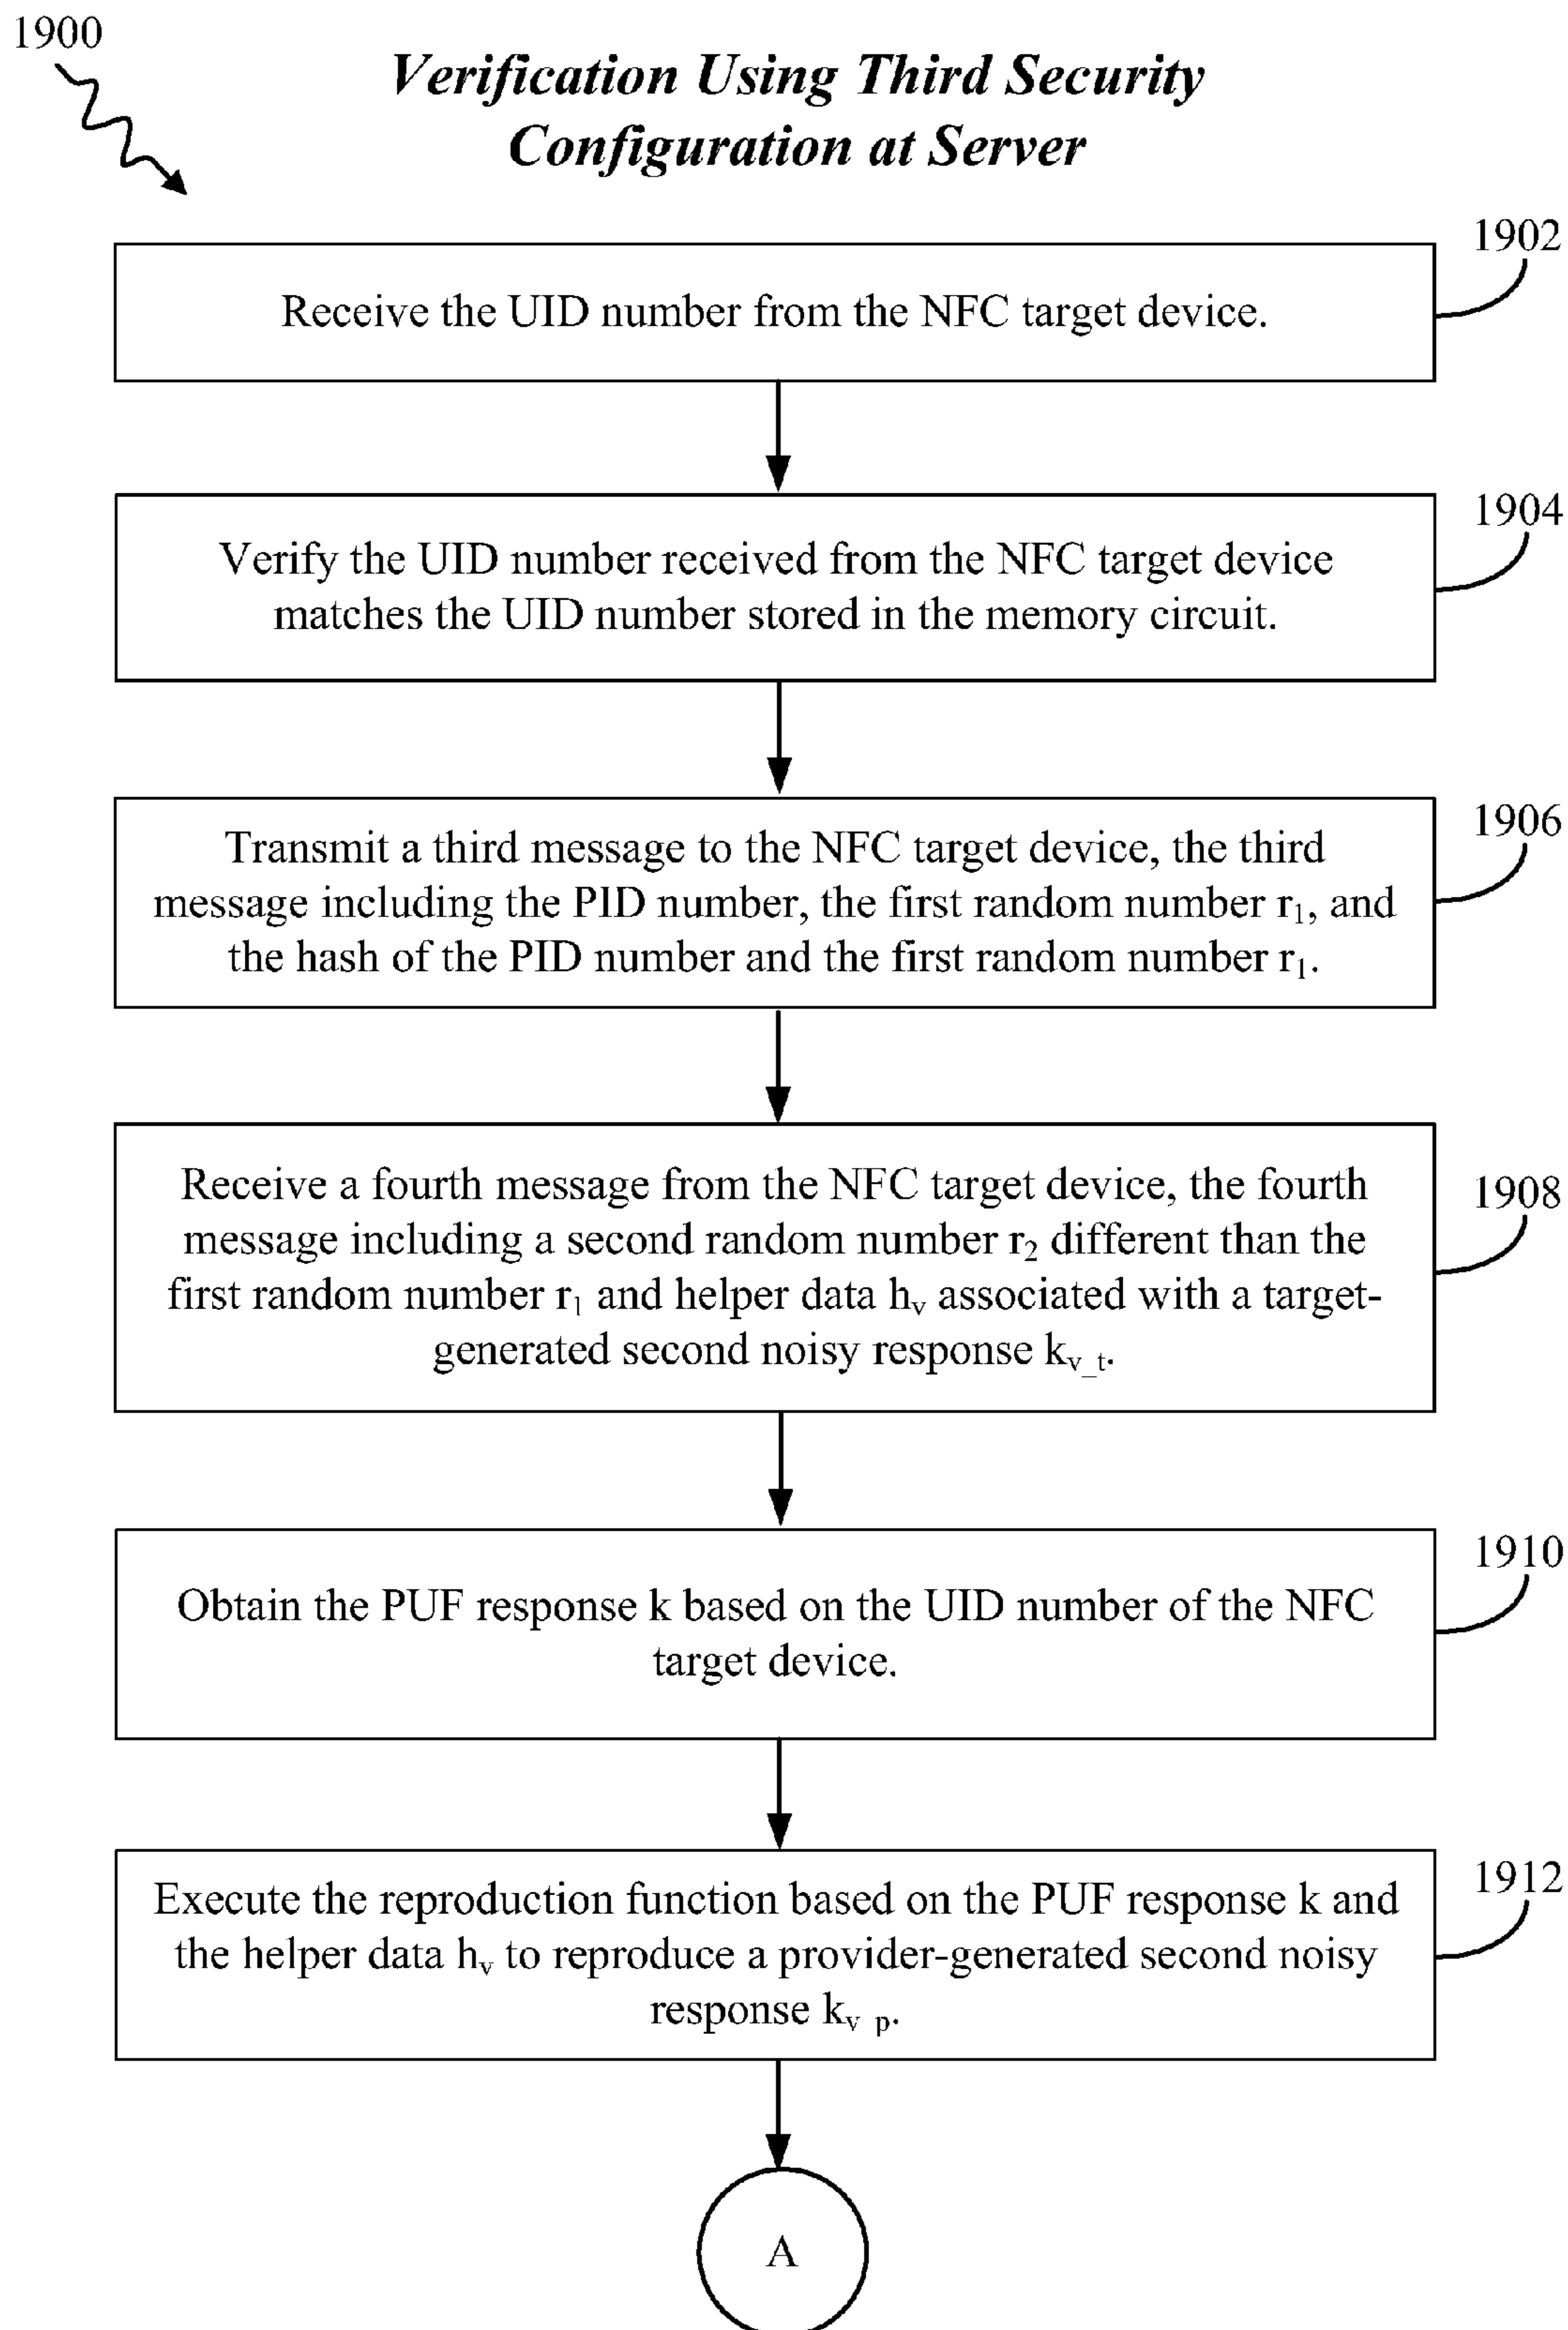 1900
Verification Using Third Security
Configuration at Server
1902
Receive the UID number from the NFC target device.
1904
Verify the UID number received from the NFC target device
matches the UID number stored in the memory circuit.
1906
Transmit a third message to the NFC target device, the third
message including the PID number, the first random number r₁, and
the hash of the PID number and the first random number r₁.
1908
Receive a fourth message from the NFC target device, the fourth
message including a second random number r₂ different than the
first random number r₁ and helper data hᵥ associated with a target-
generated second noisy response k_v_t.
1910
Obtain the PUF response k based on the UID number of the NFC
target device.
1912
Execute the reproduction function based on the PUF response k and
the helper data hᵥ to reproduce a provider-generated second noisy
response k_v_p.
A